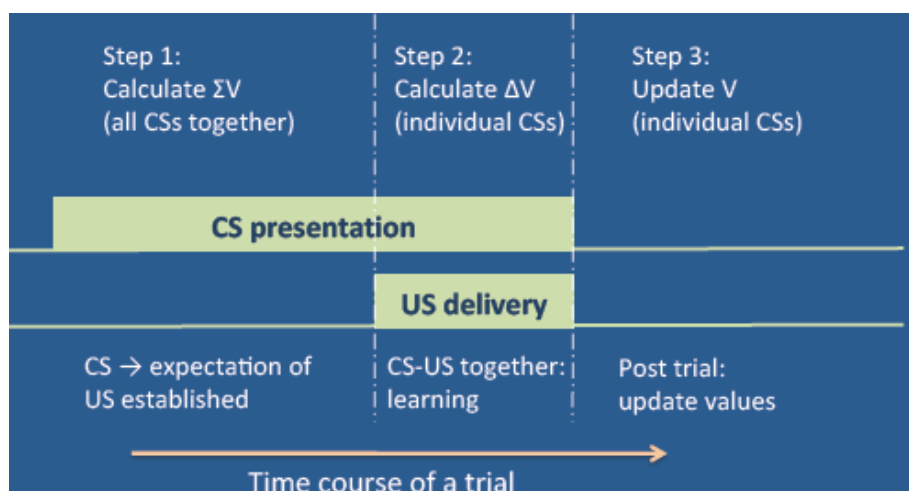 Step 1:
Calculate ΣV
(all CSs together)
Step 2:
Calculate ΔV
(individual CSs)
Step 3:
Update V
(individual CSs)
CS presentation
US delivery
CS → expectation of
US established
CS-US together:
learning
Post trial:
update values
Time course of a trial